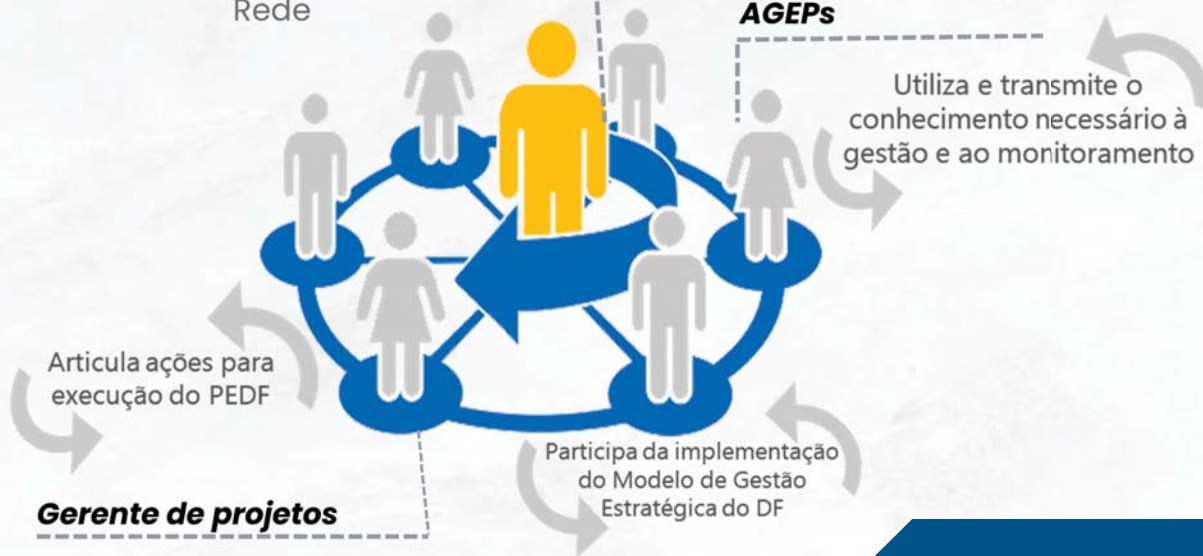 Rede
AGEPs
Utiliza e transmite o
conhecimento necessário à
gestão e ao monitoramento
Articula ações para
execução do PEDF
Participa da implementação
do Modelo de Gestão
Estratégica do DF
Gerente de projetos